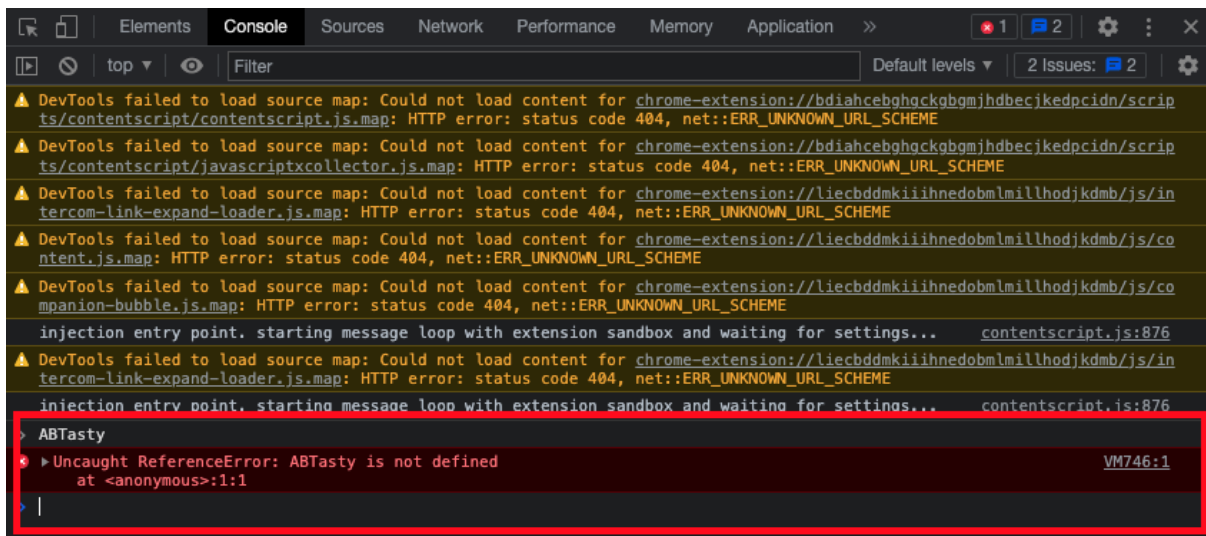 Elements Console Sources Network Performance Memory Application » 1 2
top ▼ Filter Default levels ▼ 2 Issues: 2
DevTools failed to load source map: Could not load content for chrome-extension://bdiahcebghgckgbgmjhdbecjkedpcidn/scrip
ts/contentscript/contentscript.js.map: HTTP error: status code 404, net::ERR_UNKNOWN_URL_SCHEME
DevTools failed to load source map: Could not load content for chrome-extension://bdiahcebghgckgbgmjhdbecjkedpcidn/scrip
ts/contentscript/javascriptxcollector.js.map: HTTP error: status code 404, net::ERR_UNKNOWN_URL_SCHEME
DevTools failed to load source map: Could not load content for chrome-extension://liecbddmkiiihnedobmlmillhodjkdmb/js/in
tercom-link-expand-loader.js.map: HTTP error: status code 404, net::ERR_UNKNOWN_URL_SCHEME
DevTools failed to load source map: Could not load content for chrome-extension://liecbddmkiiihnedobmlmillhodjkdmb/js/co
ntent.js.map: HTTP error: status code 404, net::ERR_UNKNOWN_URL_SCHEME
DevTools failed to load source map: Could not load content for chrome-extension://liecbddmkiiihnedobmlmillhodjkdmb/js/co
mpanion-bubble.js.map: HTTP error: status code 404, net::ERR_UNKNOWN_URL_SCHEME
injection entry point. starting message loop with extension sandbox and waiting for settings... contentscript.js:876
DevTools failed to load source map: Could not load content for chrome-extension://liecbddmkiiihnedobmlmillhodjkdmb/js/in
tercom-link-expand-loader.js.map: HTTP error: status code 404, net::ERR_UNKNOWN_URL_SCHEME
injection entry point. starting message loop with extension sandbox and waiting for settings... contentscript.js:876
> ABTasty
▶Uncaught ReferenceError: ABTasty is not defined VM746:1
at <anonymous>:1:1
>